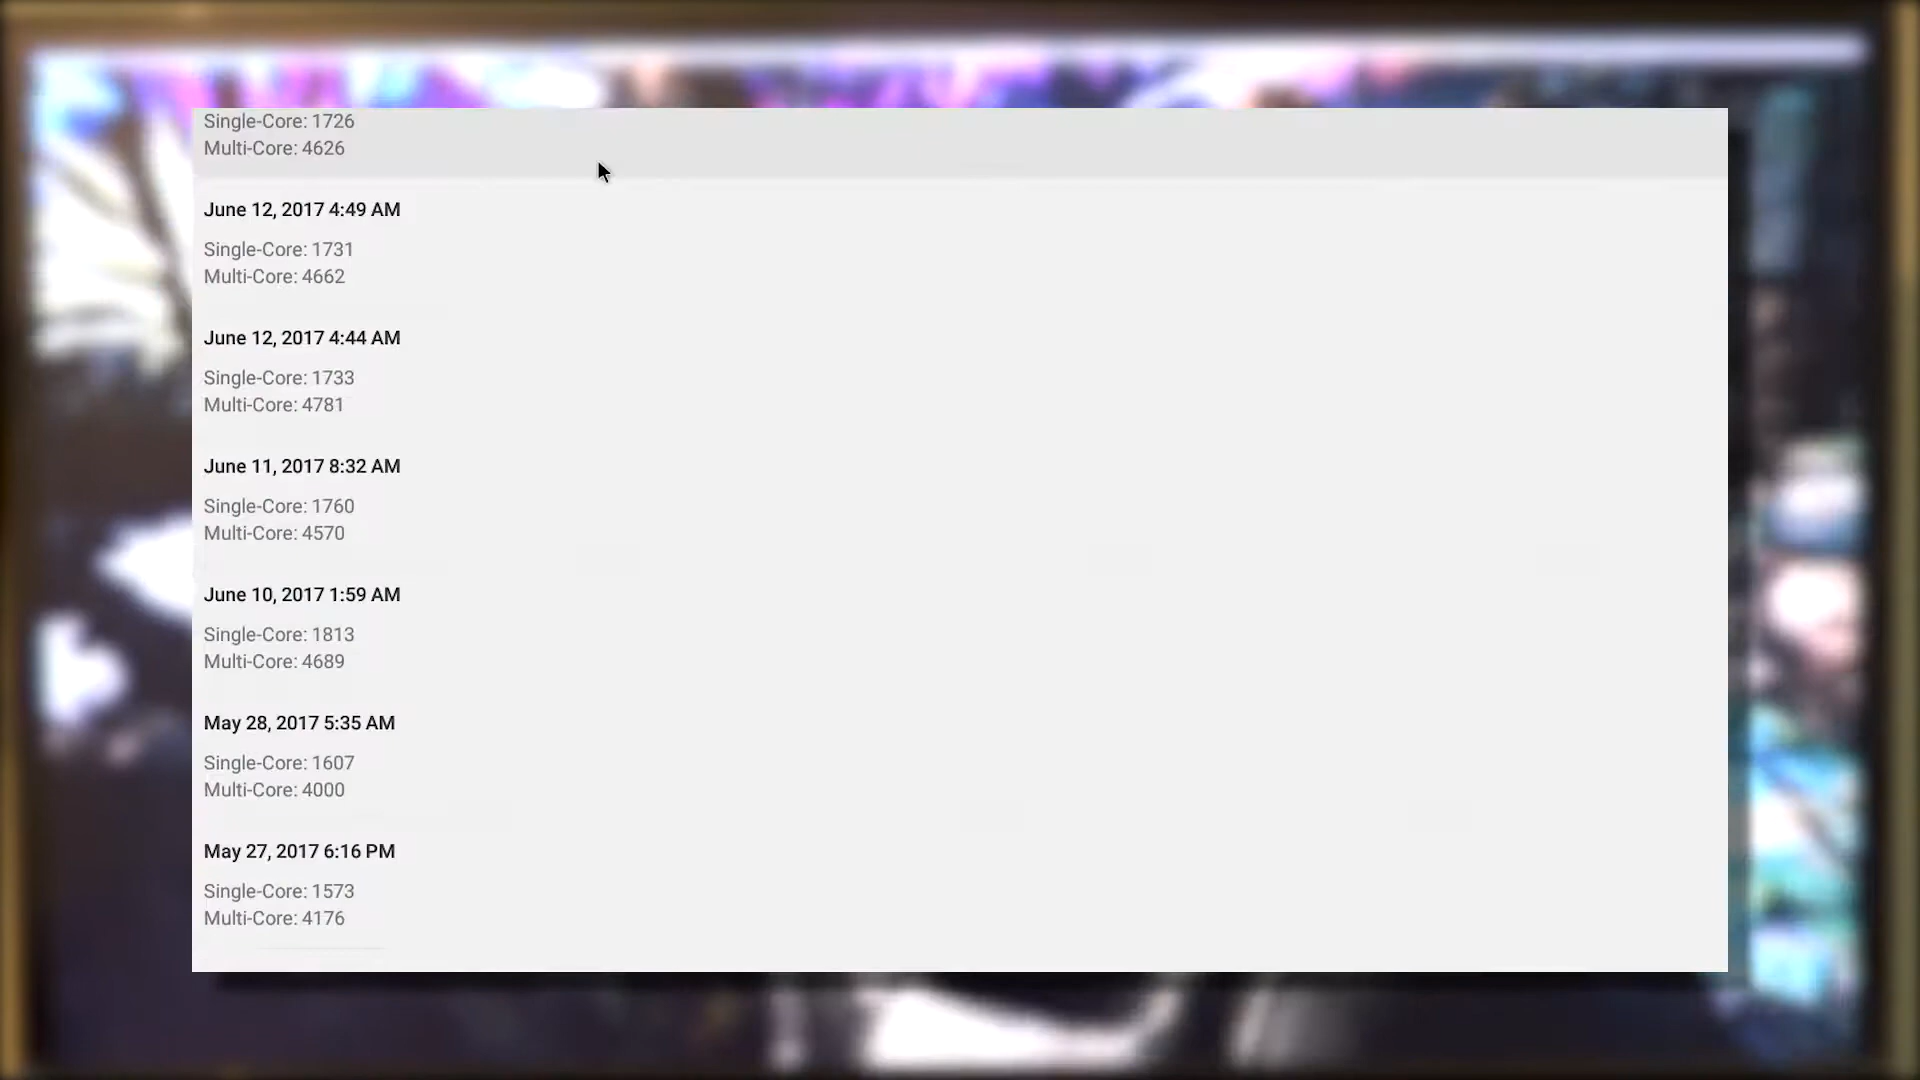 Single-Core: 1726
Multi-Core: 4626
June 12, 2017 4:49 AM
Single-Core: 1731
Multi-Core: 4662
June 12, 2017 4:44 AM
Single-Core: 1733
Multi-Core: 4781
June 11, 2017 8:32 AM
Single-Core: 1760
Multi-Core: 4570
June 10, 2017 1:59 AM
Single-Core: 1813
Multi-Core: 4689
May 28, 2017 5:35 AM
Single-Core: 1607
Multi-Core: 4000
May 27, 2017 6:16 PM
Single-Core: 1573
Multi-Core: 4176